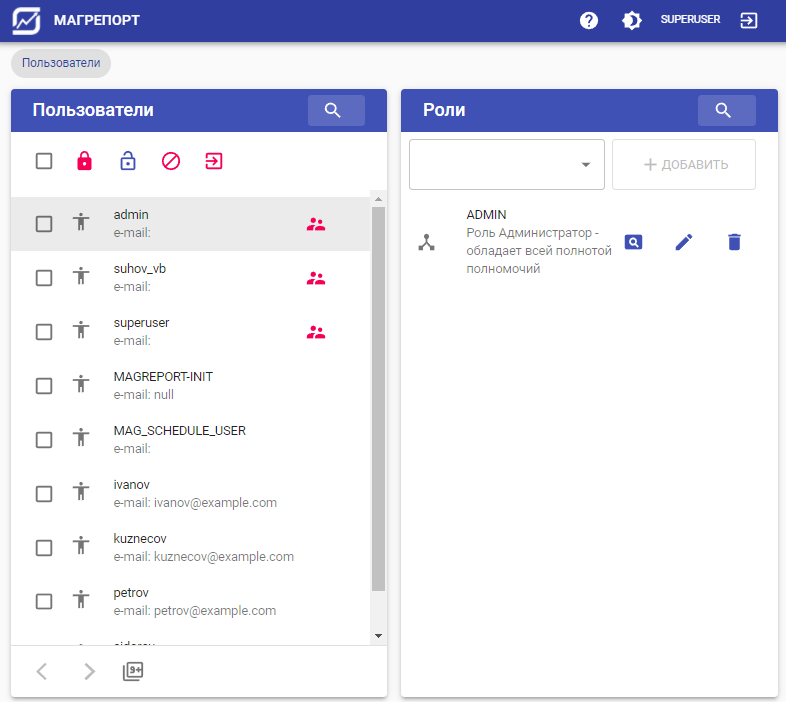 МАГРЕПОРТ
SUPERUSER
Пользователи
Пользователи
admin
e-mail:
suhov_vb
e-mail:
superuser
e-mail:
MAGREPORT-INIT
e-mail: null
MAG_SCHEDULE_USER
e-mail:
ivanov
e-mail: ivanov@example.com
kuznecov
e-mail: kuznecov@example.com
petrov
e-mail: petrov@example.com
9+
Роли
ДОБАВИТЬ
ADMIN
Роль Администратор -
обладает всей полнотой
полномочий